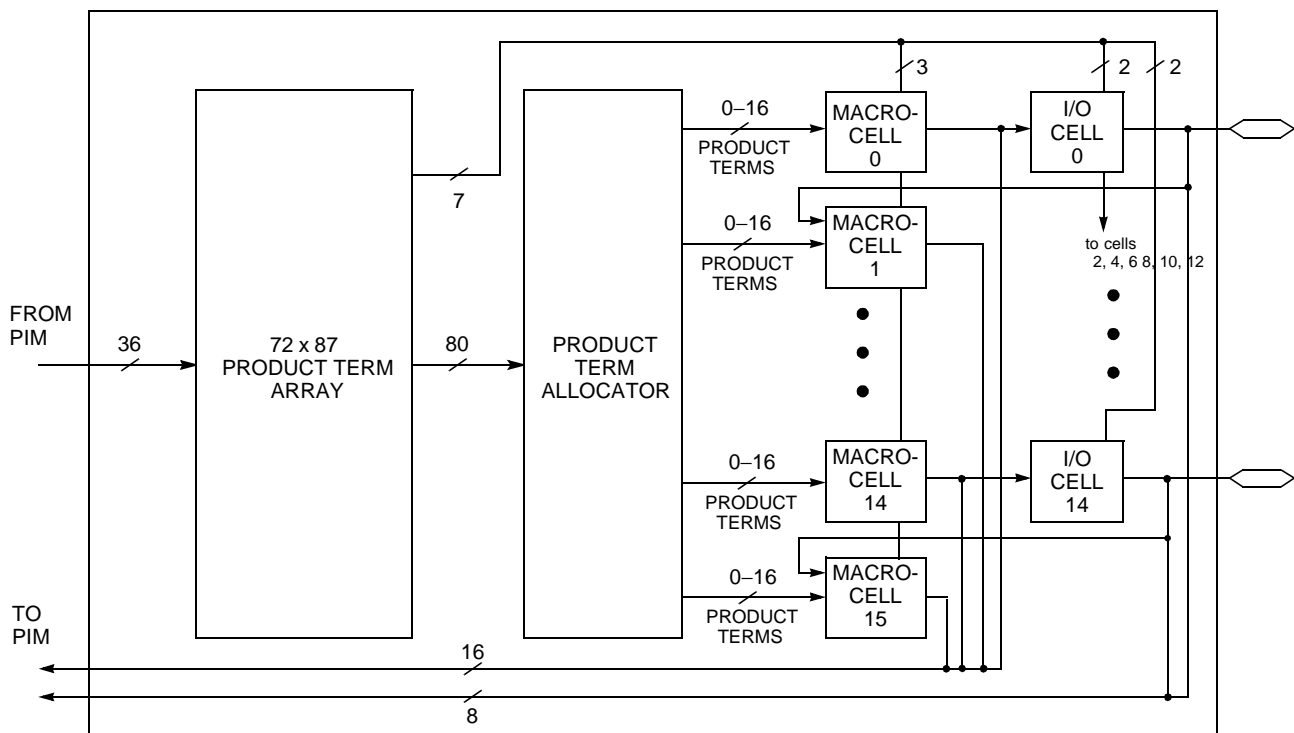 3
2
2
0–16
PRODUCT
TERMS
MACRO-
CELL
0
I/O
CELL
0
7
0–16
PRODUCT
TERMS
MACRO-
CELL
1
to cells
2, 4, 6 8, 10, 12
FROM
PIM
36
72 x 87
PRODUCT TERM
ARRAY
80
PRODUCT
TERM
ALLOCATOR
0–16
PRODUCT
TERMS
MACRO-
CELL
14
I/O
CELL
14
0–16
PRODUCT
TERMS
MACRO-
CELL
15
TO
PIM
16
8